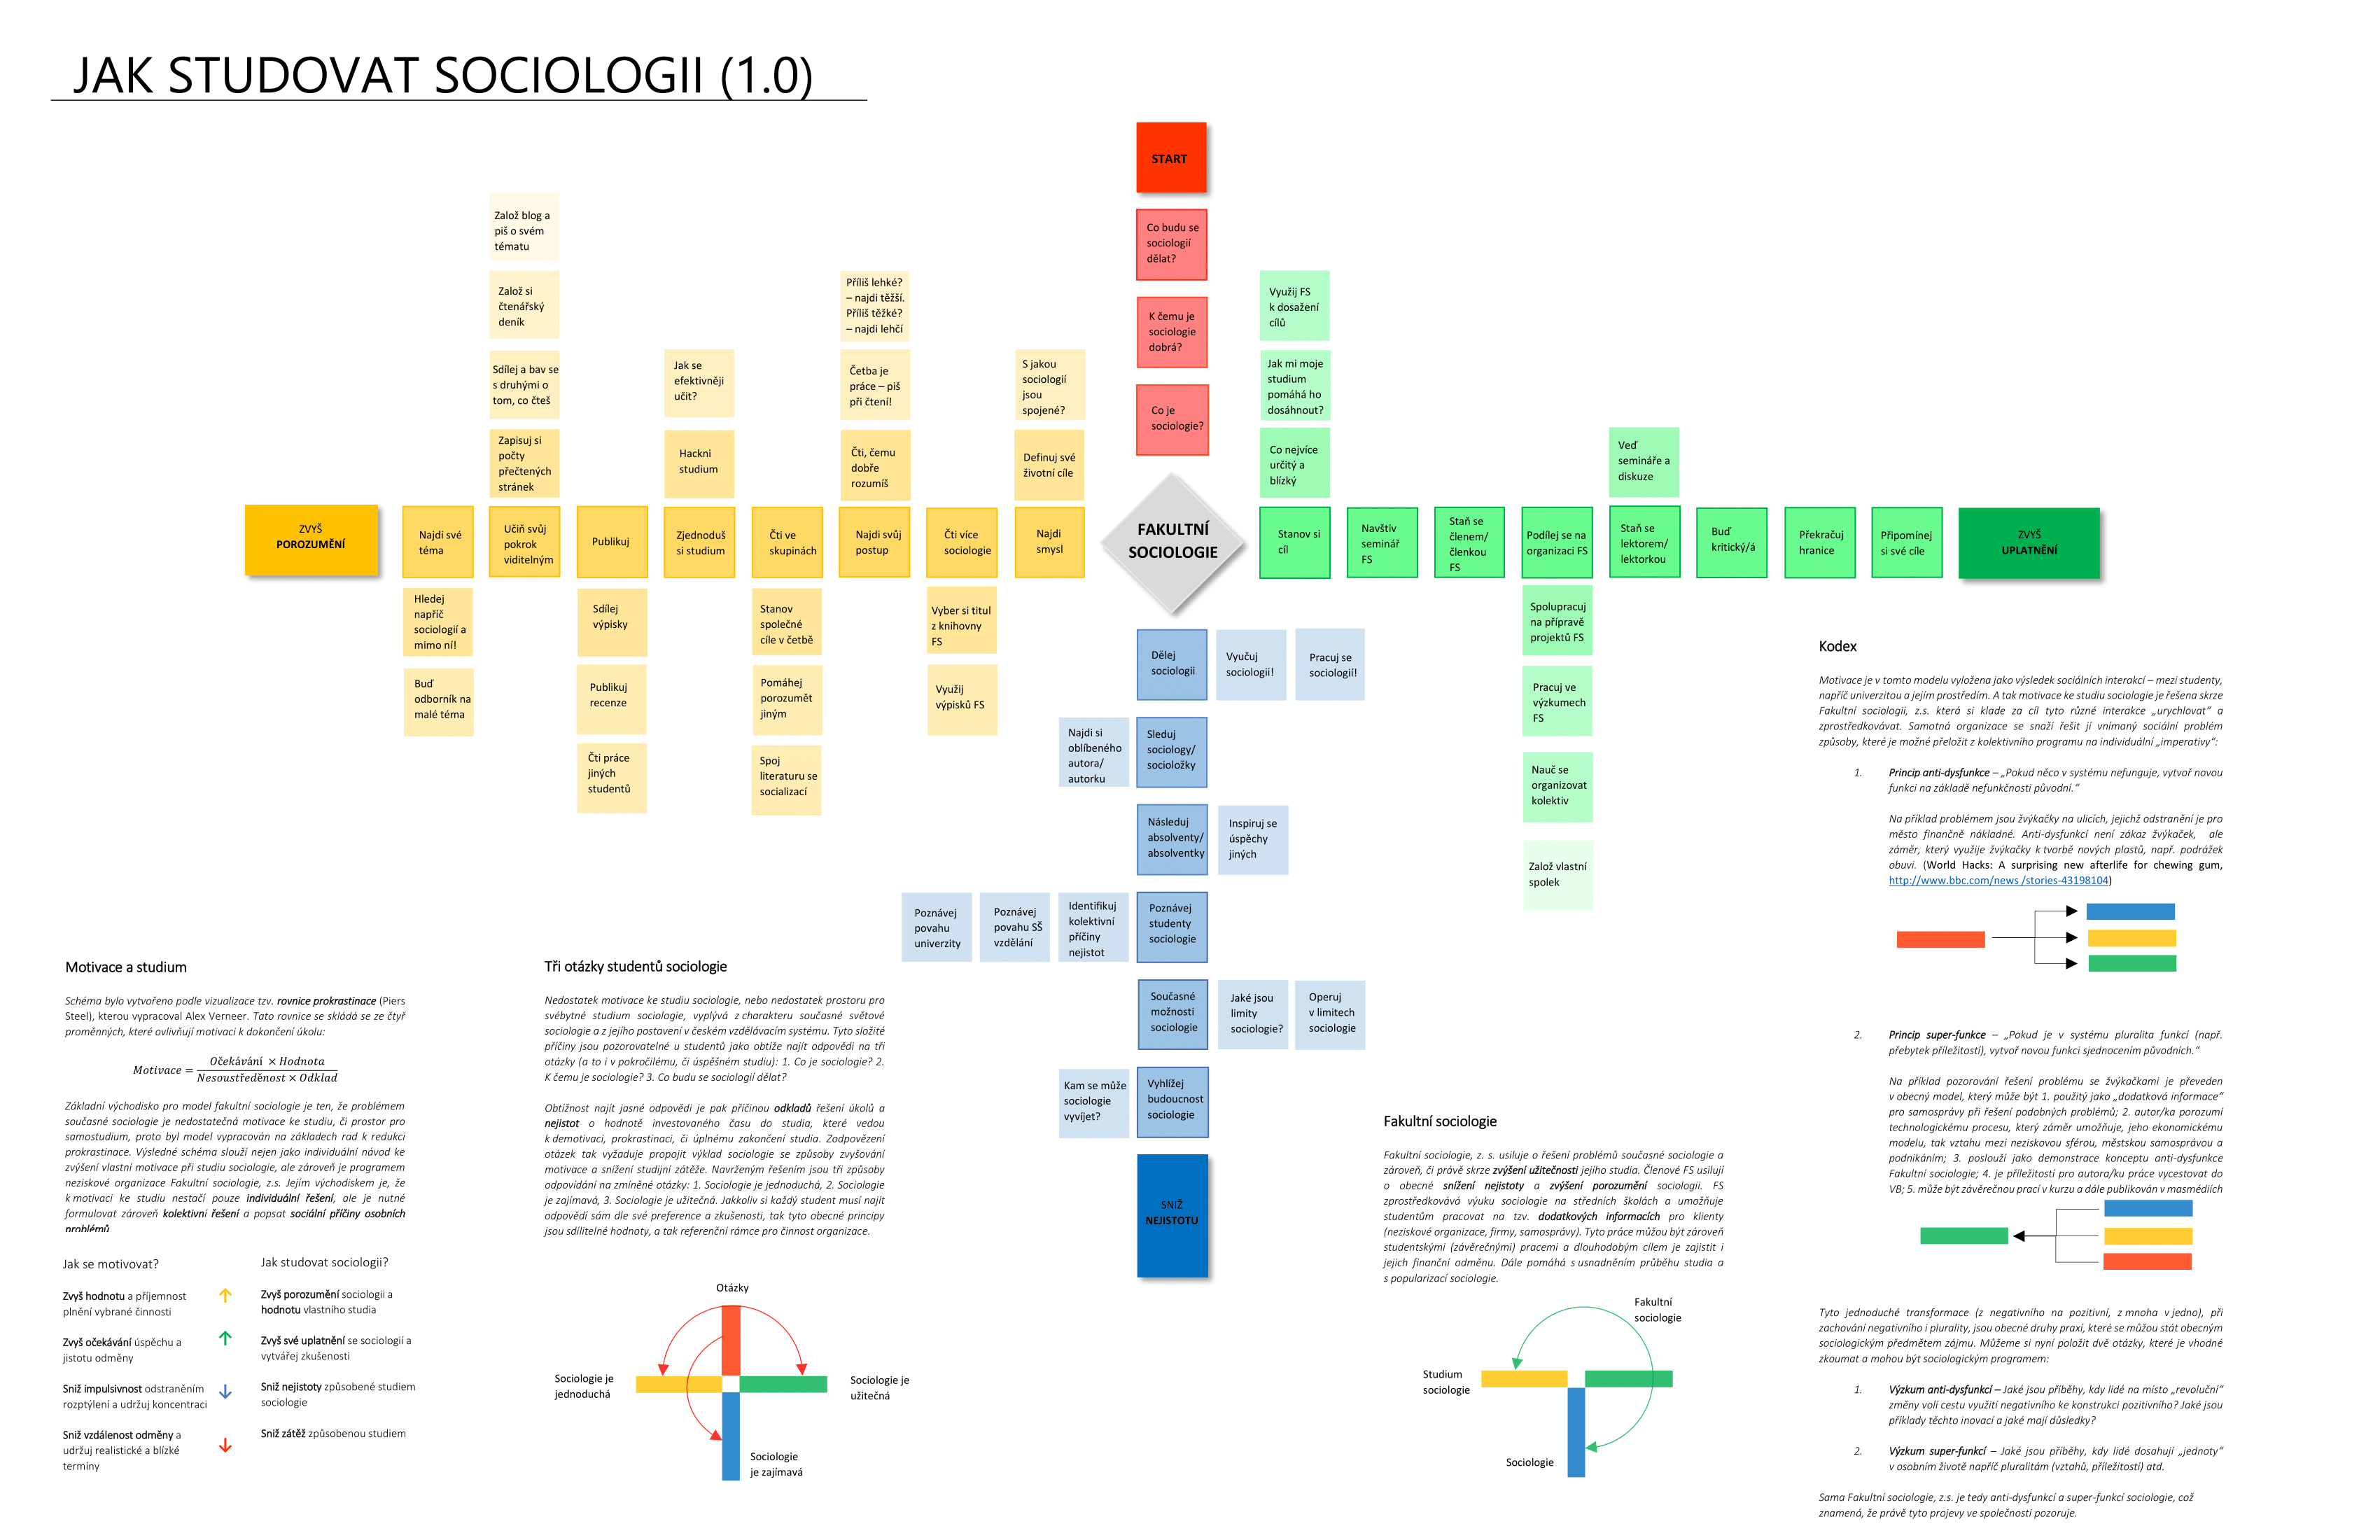 JAK STUDOVAT SOCIOLOGII (1.0)
START
Co budu se
sociologií
dělat?
K čemu je
sociologie
dobrá?
Co je
sociologie?
FAKULTNÍ
SOCIOLOGIE
Založ blog a
piš o svém
tématu
Založ si
čtenářský
deník
Sdílej a bav se
s druhými o
tom, co čteš
Zapisuj si
počty
přečtených
stránek
Jak se
efektivněji
učit?
Hackni
studium
Příliš lehké?
– najdi těžší.
Příliš těžké?
– najdi lehčí
Četba je
práce – piš
při čtení!
Čti, čemu
dobře
rozumíš
S jakou
sociologií
jsou
spojené?
Definuj své
životní cíle
ZVYŠ
POROZUMĚNÍ
Najdi své
téma
Učiň svůj
pokrok
viditelným
Publikuj
Zjednoduš
si studium
Čti ve
skupinách
Najdi svůj
postup
Čti více
sociologie
Najdi
smysl
Hledej
napříč
sociologií a
mimo ní!
Buď
odborník na
malé téma
Sdílej
výpisky
Publikuj
recenze
Čti práce
jiných
studentů
Stanov
společné
cíle v četbě
Pomáhej
porozumět
jiným
Spoj
literaturu se
socializací
Vyber si titul
z knihovny
FS
Využij
výpisků FS
Využij FS
k dosažení
cílů
Jak mi moje
studium
pomáhá ho
dosáhnout?
Co nejvíce
určitý a
blízký
Veď
semináře a
diskuze
Stanov si
cíl
Navštiv
seminář
FS
Staň se
členem/
členkou
FS
Podílej se na
organizaci FS
Staň se
lektorem/
lektorkou
Buď
kritický/á
Překračuj
hranice
Připomínej
si své cíle
ZVYŠ
UPLATNĚNÍ
Spolupracuj
na přípravě
projektů FS
Pracuj ve
výzkumech
FS
Nauč se
organizovat
kolektiv
Založ vlastní
spolek
Dělej
sociologii
Vyučuj
sociologii!
Pracuj se
sociologií!
Najdi si
oblíbeného
autora/
autorku
Sleduj
sociology/
socioložky
Následuj
absolventy/
absolventky
Inspiruj se
úspěchy
jiných
Poznávej
povahu
univerzity
Poznávej
povahu SŠ
vzdělání
Identifikuj
kolektivní
příčiny
nejistot
Poznávej
studenty
sociologie
Současné
možnosti
sociologie
Jaké jsou
limity
sociologie?
Operuj
v limitech
sociologie
Kam se může
sociologie
vyvíjet?
Vyhlížej
budoucnost
sociologie
SNIŽ
NEJISTOTU
Motivace a studium
Schéma bylo vytvořeno podle vizualizace tzv. rovnice prokrastinace (Piers
Steel), kterou vypracoval Alex Verneer. Tato rovnice se skládá se ze čtyř
proměnných, které ovlivňují motivaci k dokončení úkolu:
Motivace = Očekávání × Hodnota
Nesoustředěnost × Odklad
Základní východisko pro model fakultní sociologie je ten, že problémem
současné sociologie je nedostatečná motivace ke studiu, či prostor pro
samostudium, proto byl model vypracován na základech rad k redukci
prokrastinace. Výsledné schéma slouží nejen jako individuální návod ke
zvýšení vlastní motivace při studiu sociologie, ale zároveň je programem
neziskové organizace Fakultní sociologie, z.s. Jejím východiskem je, že
k motivaci ke studiu nestačí pouze individuální řešení, ale je nutné
formulovat zároveň kolektivní řešení a popsat sociální příčiny osobních
problémů
Jak se motivovat?
Zvyš hodnotu a příjemnost
plnění vybrané činnosti
Zvyš očekávání úspěchu a
jistotu odměny
Sniž impulsivnost odstraněním
rozptýlení a udržuj koncentraci
Sniž vzdálenost odměny a
udržuj realistické a blízké
termíny
Jak studovat sociologii?
Zvyš porozumění sociologii a
hodnotu vlastního studia
Zvyš své uplatnění se sociologií a
vytvářej zkušenosti
Sniž nejistoty způsobené studiem
sociologie
Sniž zátěž způsobenou studiem
Tři otázky studentů sociologie
Nedostatek motivace ke studiu sociologie, nebo nedostatek prostoru pro
svébytné studium sociologie, vyplývá z charakteru současné světové
sociologie a z jejího postavení v českém vzdělávacím systému. Tyto složité
příčiny jsou pozorovatelné u studentů jako obtíže najít odpovědi na tři
otázky (a to i v pokročilému, či úspěšném studiu): 1. Co je sociologie? 2.
K čemu je sociologie? 3. Co budu se sociologií dělat?
Obtížnost najít jasné odpovědi je pak příčinou odkladů řešení úkolů a
nejistot o hodnotě investovaného času do studia, které vedou
k demotivaci, prokrastinaci, či úplnému zakončení studia. Zodpovězení
otázek tak vyžaduje propojit výklad sociologie se způsoby zvyšování
motivace a snížení studijní zátěže. Navrženým řešením jsou tři způsoby
odpovídání na zmíněné otázky: 1. Sociologie je jednoduchá, 2. Sociologie
je zajímavá, 3. Sociologie je užitečná. Jakkoliv si každý student musí najít
odpovědí sám dle své preference a zkušenosti, tak tyto obecné principy
jsou sdílitelné hodnoty, a tak referenční rámce pro činnost organizace.
Otázky
Sociologie je
jednoduchá
Sociologie je
užitečná
Sociologie
je zajímavá
Fakultní sociologie
Fakultní sociologie, z. s. usiluje o řešení problémů současné sociologie a
zároveň, či právě skrze zvýšení užitečnosti jejího studia. Členové FS usilují
o obecné snížení nejistoty a zvýšení porozumění sociologii. FS
zprostředkovává výuku sociologie na středních školách a umožňuje
studentům pracovat na tzv. dodatkových informacích pro klienty
(neziskové organizace, firmy, samosprávy). Tyto práce můžou být zároveň
studentskými (závěrečnými) pracemi a dlouhodobým cílem je zajistit i
jejich finanční odměnu. Dále pomáhá s usnadněním průběhu studia a
s popularizací sociologie.
Fakultní
sociologie
Studium
sociologie
Sociologie
Kodex
Motivace je v tomto modelu vyložena jako výsledek sociálních interakcí – mezi studenty,
napříč univerzitou a jejím prostředím. A tak motivace ke studiu sociologie je řešena skrze
Fakultní sociologii, z.s. která si klade za cíl tyto různé interakce „urychlovat“ a
zprostředkovávat. Samotná organizace se snaží řešit jí vnímaný sociální problém
způsoby, které je možné přeložit z kolektivního programu na individuální „imperativy“:
1. Princip anti-dysfunkce – „Pokud něco v systému nefunguje, vytvoř novou
funkci na základě nefunkčnosti původní.“
Na příklad problémem jsou žvýkačky na ulicích, jejichž odstranění je pro
město finančně nákladné. Anti-dysfunkcí není zákaz žvýkaček, ale
záměr, který využije žvýkačky k tvorbě nových plastů, např. podrážek
obuvi. (World Hacks: A surprising new afterlife for chewing gum,
http://www.bbc.com/news /stories-43198104)
2. Princip super-funkce – „Pokud je v systému pluralita funkcí (např.
přebytek příležitostí), vytvoř novou funkci sjednocením původních.“
Na příklad pozorování řešení problému se žvýkačkami je převeden
v obecný model, který může být 1. použitý jako „dodatková informace“
pro samosprávy při řešení podobných problémů; 2. autor/ka porozumí
technologickému procesu, který záměr umožňuje, jeho ekonomickému
modelu, tak vztahu mezi neziskovou sférou, městskou samosprávou a
podnikáním; 3. poslouží jako demonstrace konceptu anti-dysfunkce
Fakultní sociologie; 4. je příležitostí pro autora/ku práce vycestovat do
VB; 5. může být závěrečnou prací v kurzu a dále publikován v masmédiích
Tyto jednoduché transformace (z negativního na pozitivní, z mnoha v jedno), při
zachování negativního i plurality, jsou obecné druhy praxí, které se můžou stát obecným
sociologickým předmětem zájmu. Můžeme si nyní položit dvě otázky, které je vhodné
zkoumat a mohou být sociologickým programem:
1. Výzkum anti-dysfunkcí – Jaké jsou příběhy, kdy lidé na místo „revoluční“
změny volí cestu využití negativního ke konstrukci pozitivního? Jaké jsou
příklady těchto inovací a jaké mají důsledky?
2. Výzkum super-funkcí – Jaké jsou příběhy, kdy lidé dosahují „jednoty“
v osobním životě napříč pluralitám (vztahů, příležitostí) atd.
Sama Fakultní sociologie, z.s. je tedy anti-dysfunkcí a super-funkcí sociologie, což
znamená, že právě tyto projevy ve společnosti pozoruje.